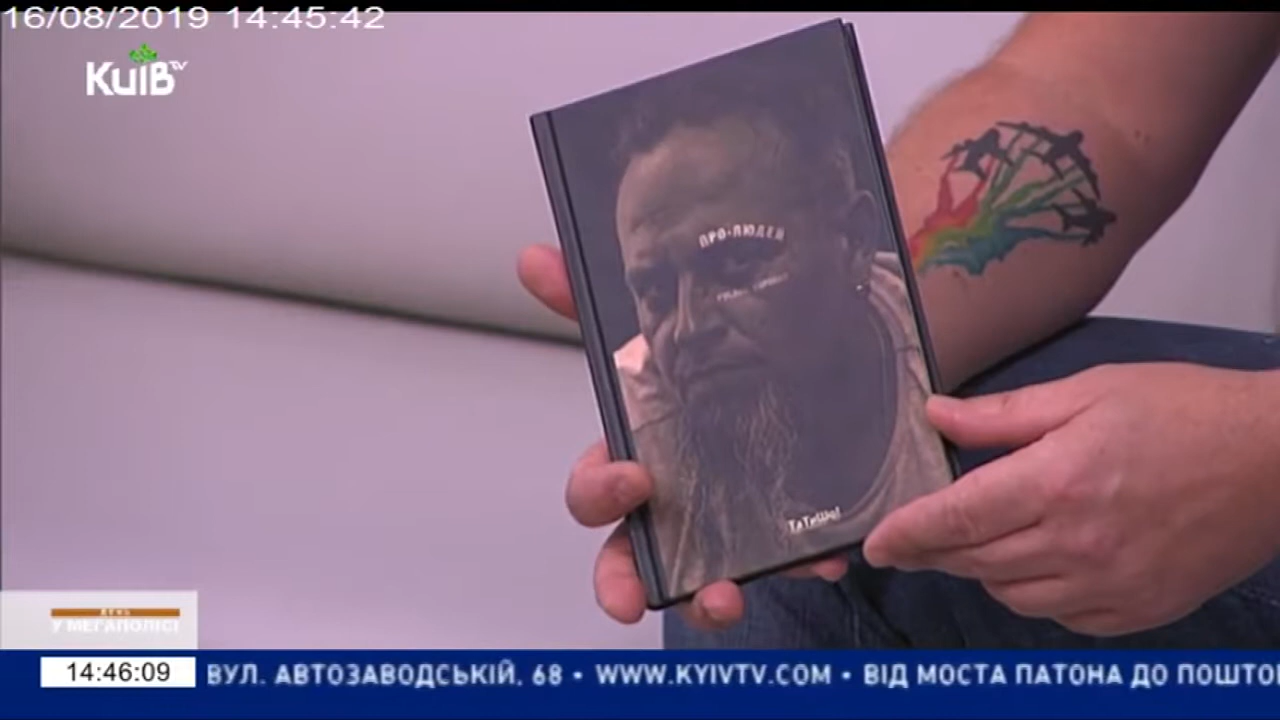 16/08/2019 14:45:42
КиїВ TV
ПРО-ЛЮДЕЙ
ТаТиШо!
ДЕНЬ
У МЕГАПОЛІСІ
14:46:09
ВУЛ. АВТОЗАВОДСЬКІЙ, 68 • WWW.KYIVTV.COM • ВІД МОСТА ПАТОНА ДО ПОШТОВ